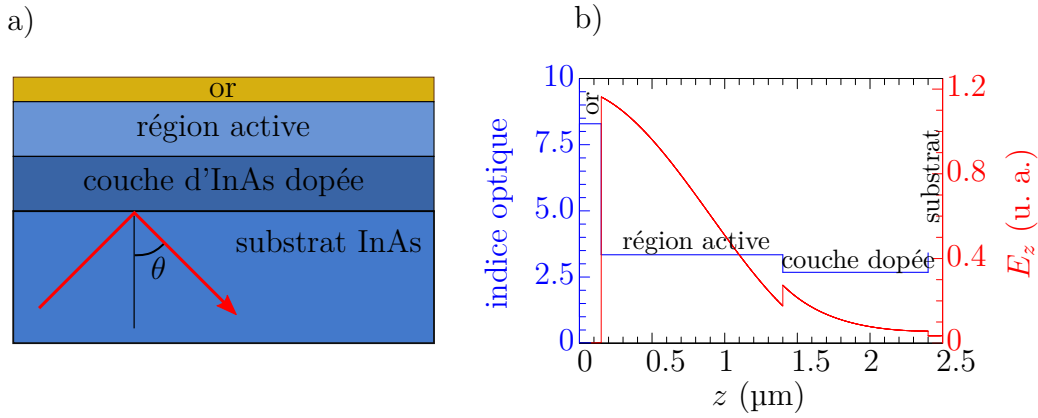 a)
or
région active
couche d'InAs dopée
substrat InAs
θ
b)
indice optique
10
7.5
5.0
2.5
0
or
région active
couche dopée
substrat
1.2
0.8
0.4
0
E_z (u. a.)
0 0.5 1 1.5 2 2.5
z (µm)